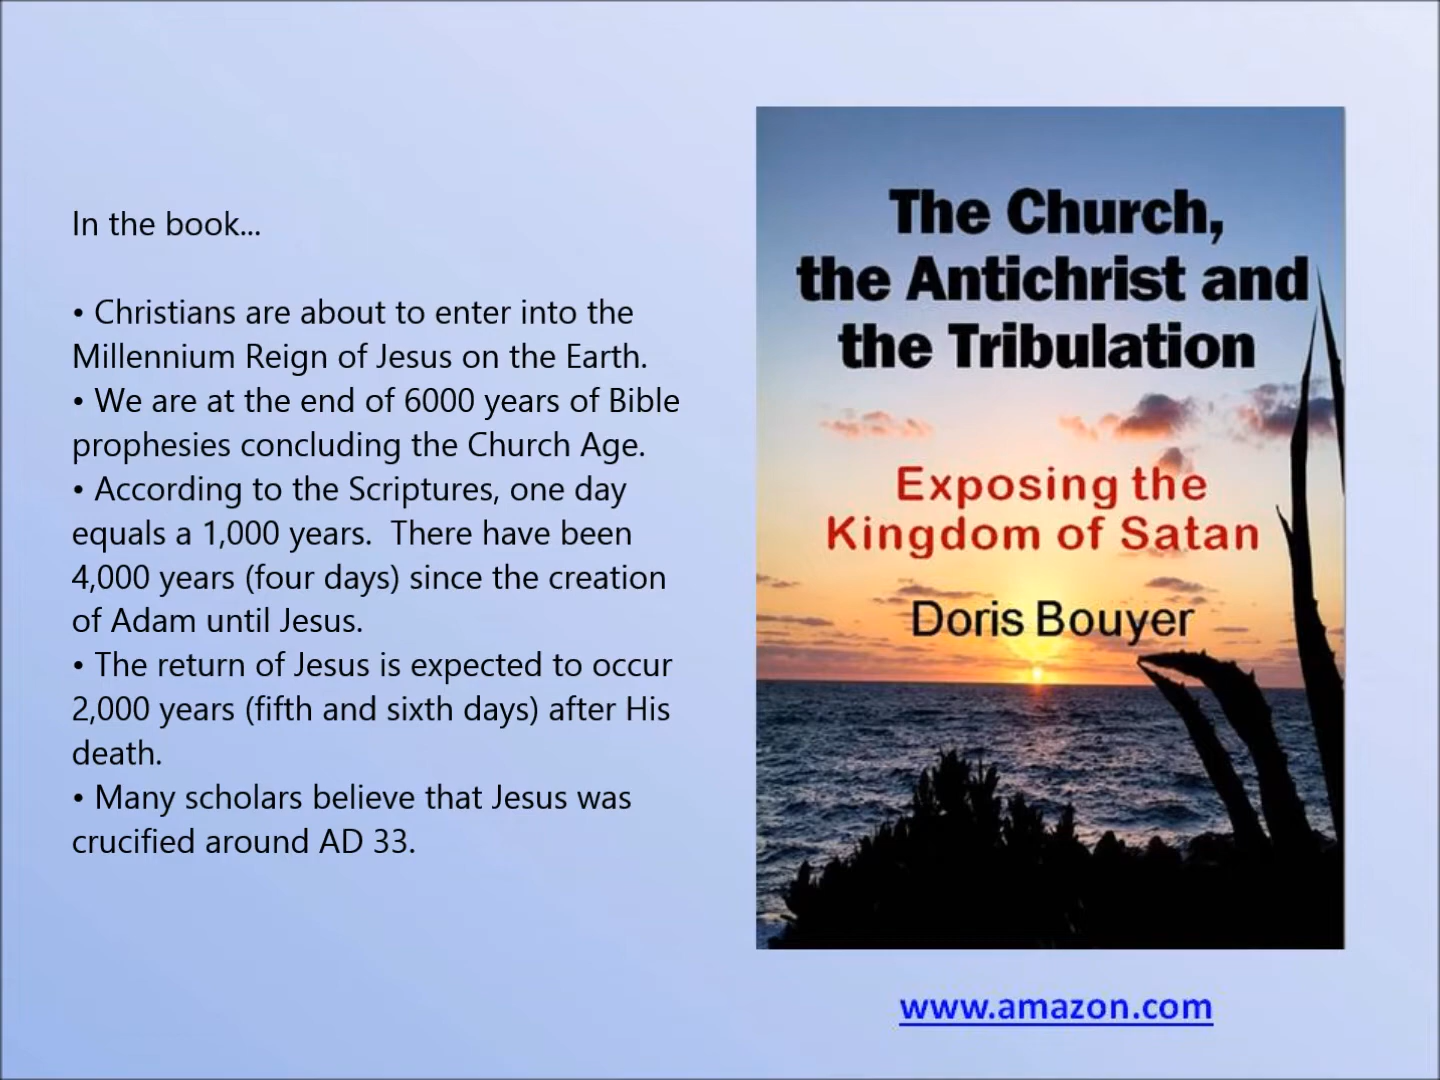 In the book...
• Christians are about to enter into the
Millennium Reign of Jesus on the Earth.
• We are at the end of 6000 years of Bible
prophesies concluding the Church Age.
• According to the Scriptures, one day
equals a 1,000 years.  There have been
4,000 years (four days) since the creation
of Adam until Jesus.
• The return of Jesus is expected to occur
2,000 years (fifth and sixth days) after His
death.
• Many scholars believe that Jesus was
crucified around AD 33.
The Church,
the Antichrist and
the Tribulation
Exposing the
Kingdom of Satan
Doris Bouyer
www.amazon.com